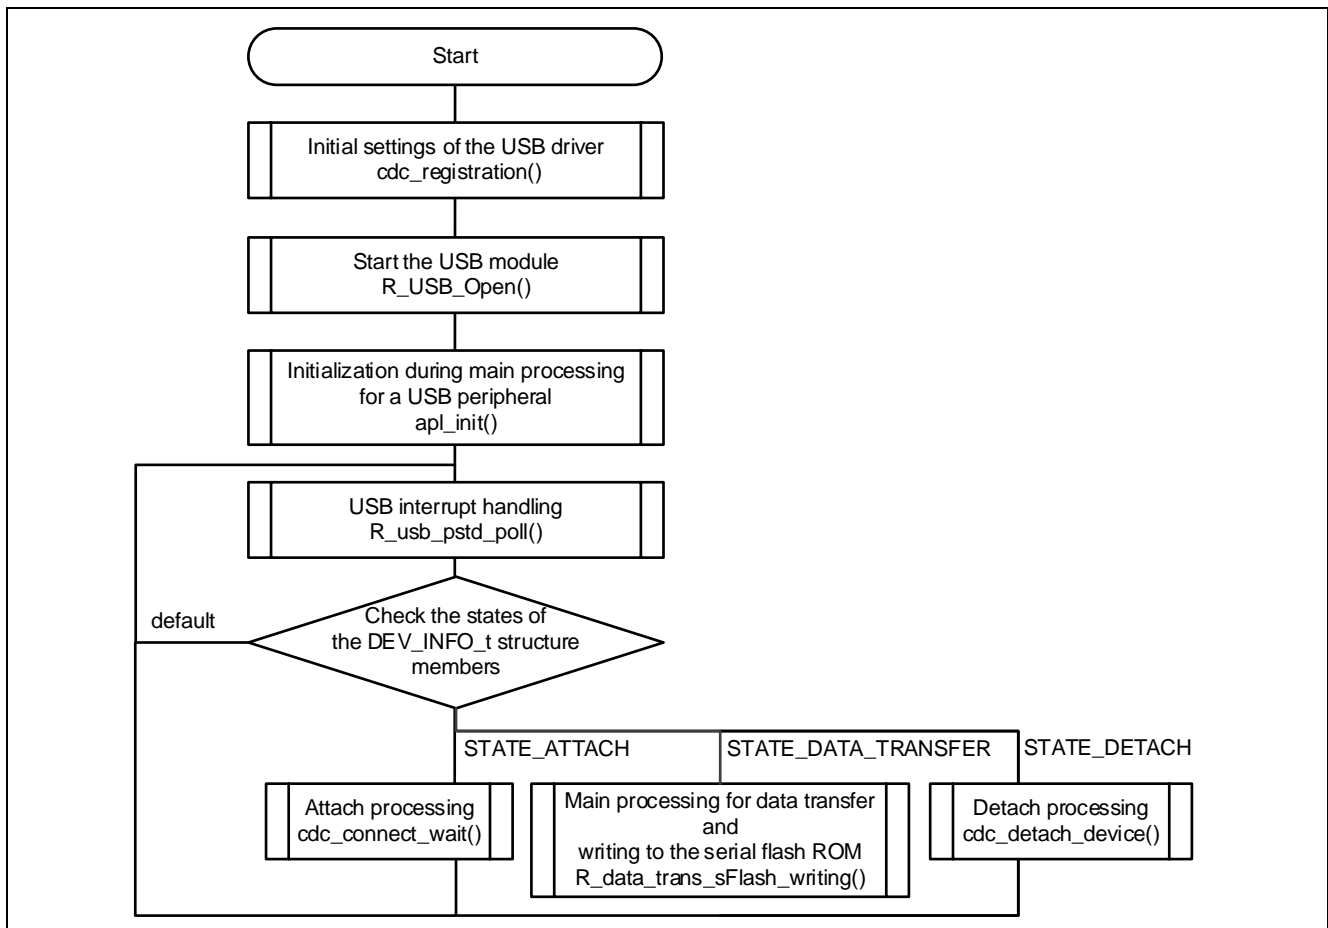 Start
Initial settings of the USB driver
cdc_registration()
Start the USB module
R_USB_Open()
Initialization during main processing
for a USB peripheral
apl_init()
USB interrupt handling
R_usb_pstd_poll()
default
Check the states of
the DEV_INFO_t structure
members
STATE_ATTACH
STATE_DATA_TRANSFER
STATE_DETACH
Attach processing
cdc_connect_wait()
Main processing for data transfer
and
writing to the serial flash ROM
R_data_trans_sFlash_writing()
Detach processing
cdc_detach_device()